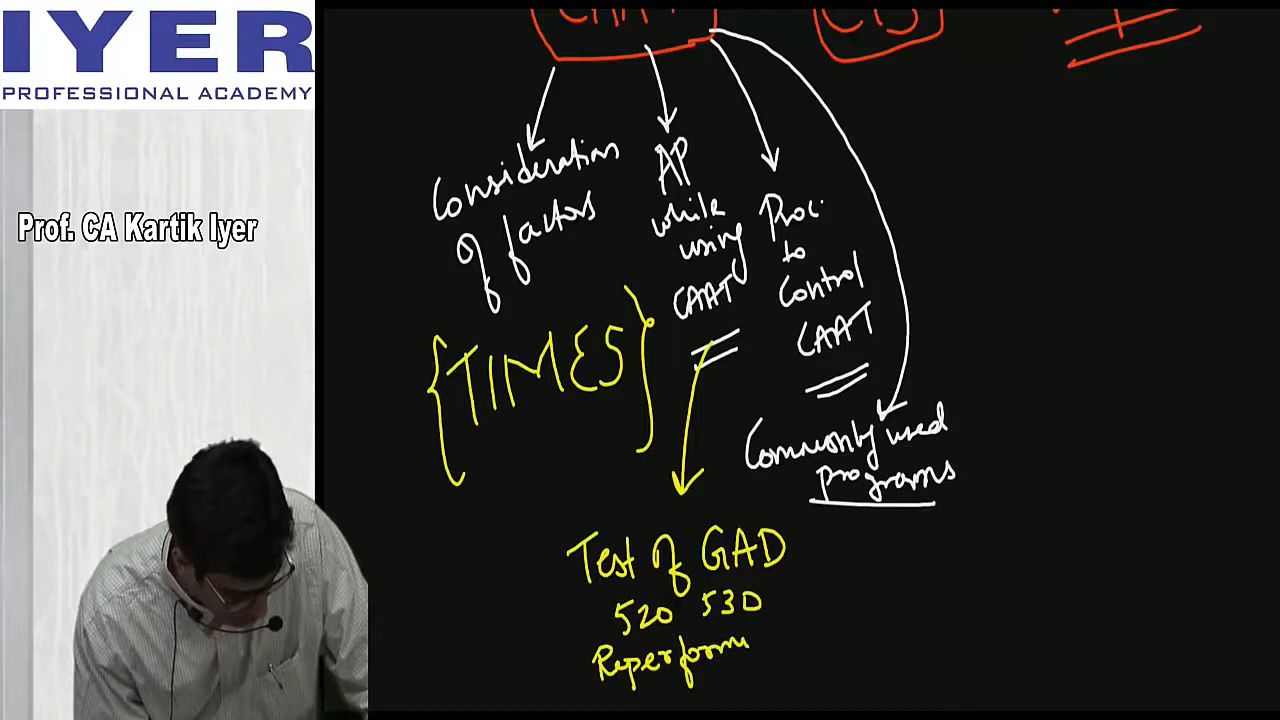 IYER
PROFESSIONAL ACADEMY
Prof. CA Kartik Iyer
CAAT
Consideration
of factors
{TIMES}
AP
while
using
CAAT
Proc.
to
Control
CAAT
Commonly used
programs
Test of GAD
520 530
Reperform